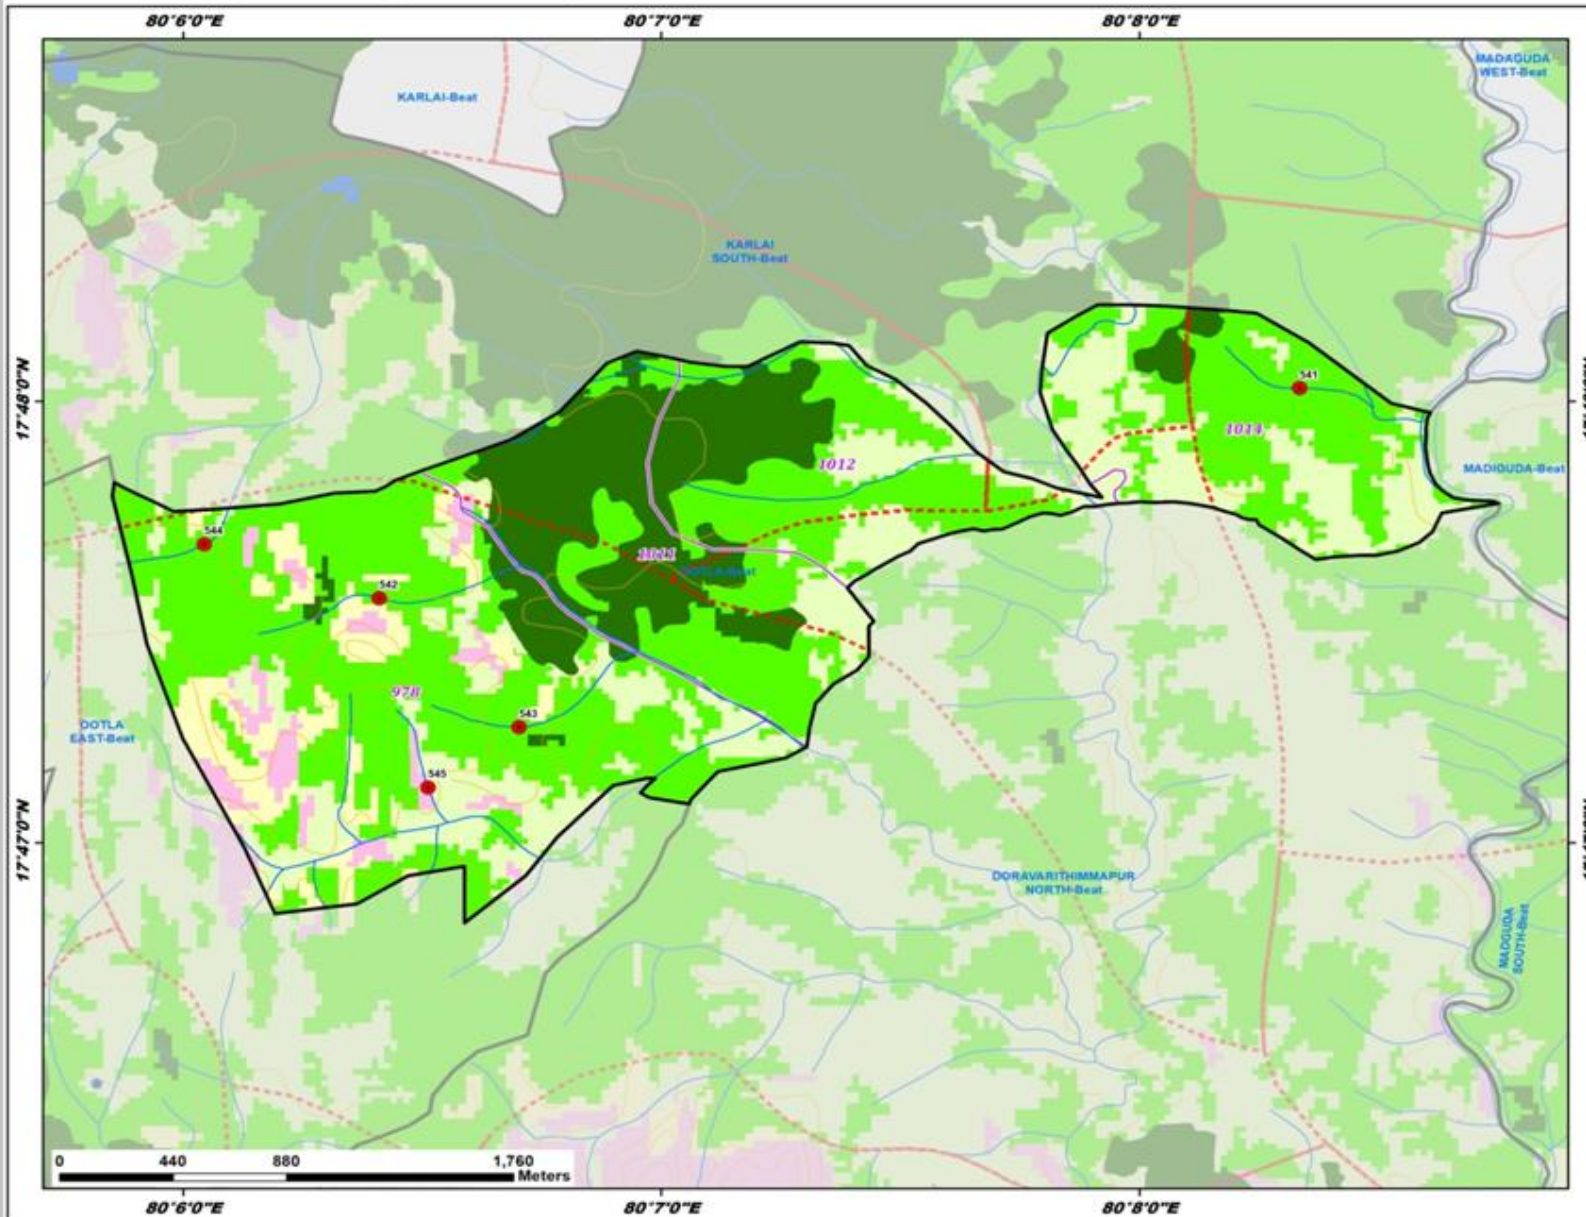 80°6'0"E
80°7'0"E
80°8'0"E
KARLAI-Beat
MADAGUDA
WEST-Beat
KARLAI
SOUTH-Beat
17°48'0"N
541
1014
1012
MADIGUDA-Beat
544
1011
542
978
543
OOTLA
EAST-Beat
545
17°47'0"N
DORAVARITHIMMAPUR
NORTH-Beat
MADGUDA
SOUTH-Beat
0 440 880 1,760
Meters
80°6'0"E
80°7'0"E
80°8'0"E